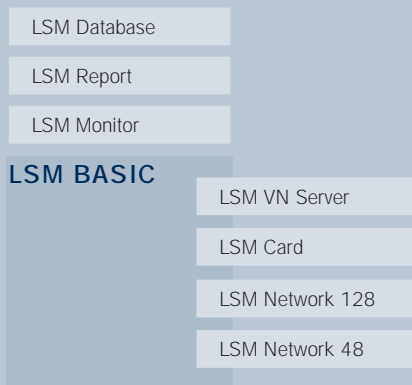 LSM Database
LSM Report
LSM Monitor
LSM BASIC
LSM VN Server
LSM Card
LSM Network 128
LSM Network 48